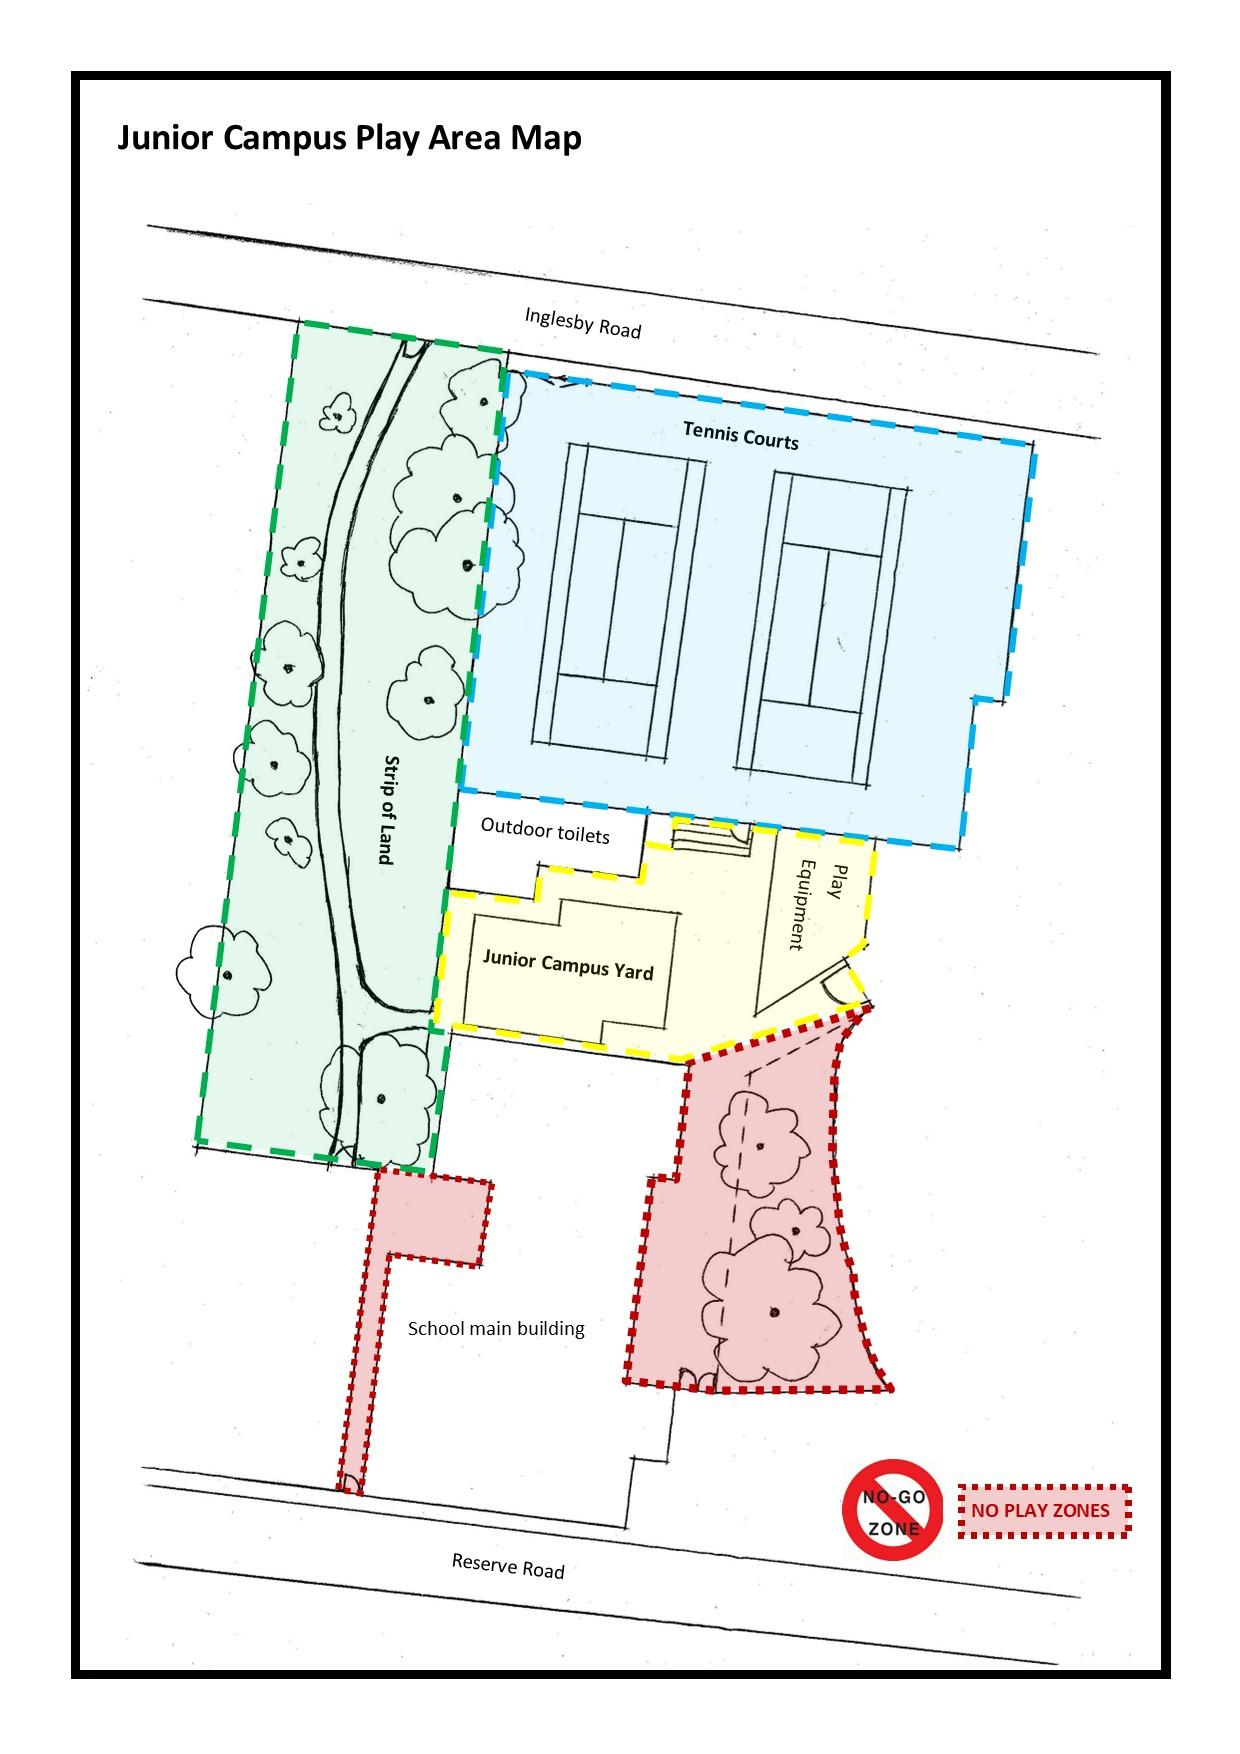 Junior Campus Play Area Map
Inglesby Road
Tennis Courts
Strip of Land
Outdoor toilets
Play
Equipment
Junior Campus Yard
School main building
NO-GO
ZONE
NO PLAY ZONES
Reserve Road